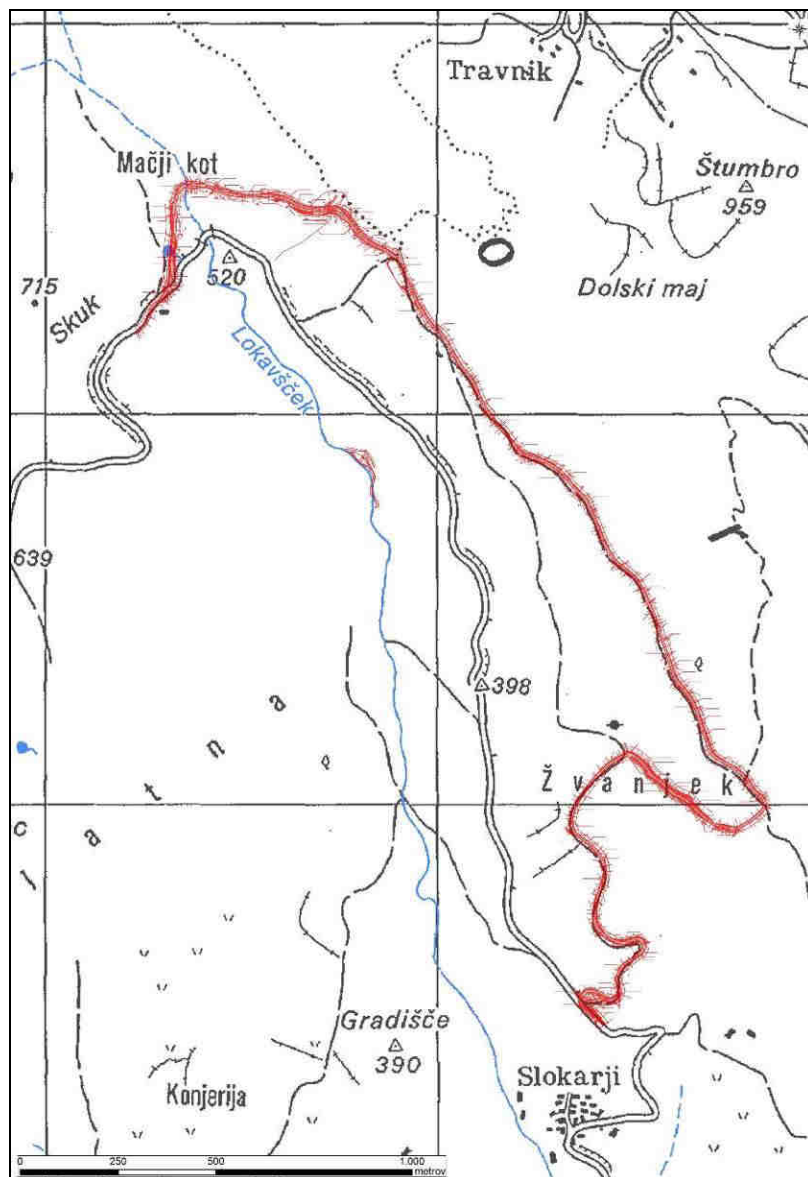 Travnik
Mačji kot
Štumbro
959
520
Dolski maj
715
Skuk
Lokavšček
639
398
Žvanjek
Gradišče
390
Slokarji
Konjerija
0 250 500 1.000
metrov